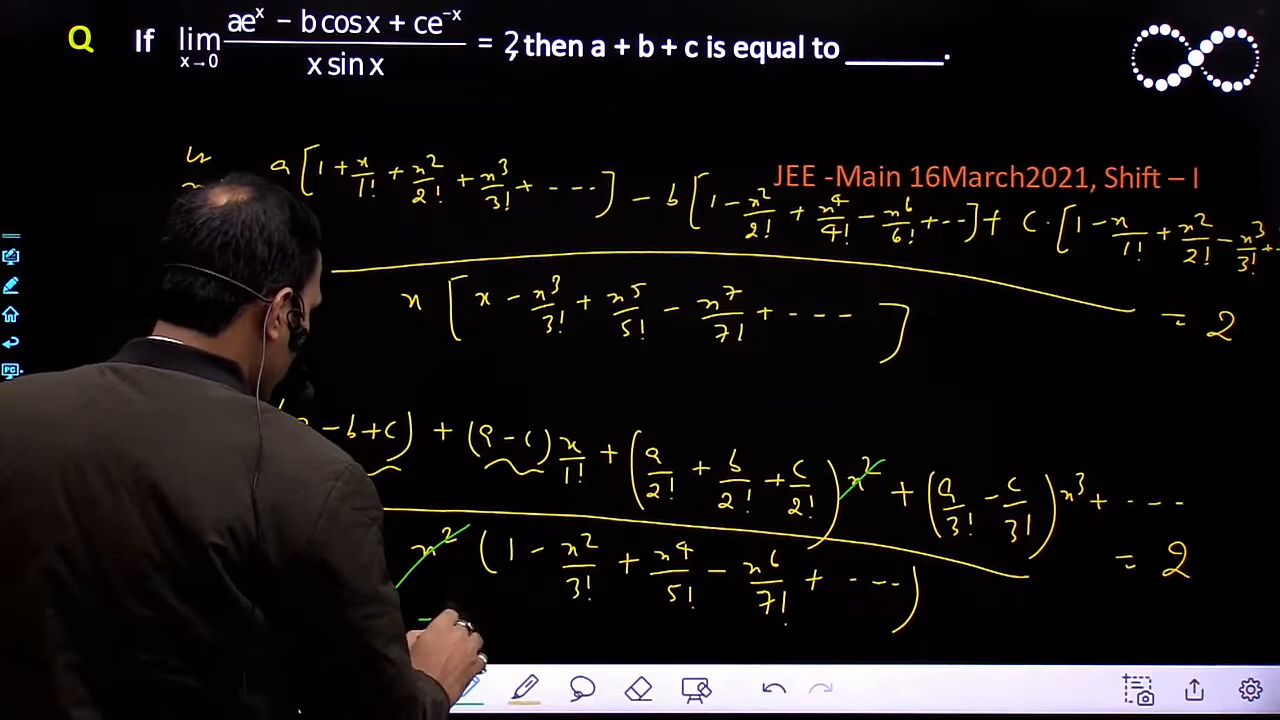 Q If lim x→0 (ae^x − b cos x + ce^−x) / (x sin x) = 2, then a + b + c is equal to ______.
JEE -Main 16March2021, Shift – I
a[1 + x/1! + x²/2! + x³/3! + ----] − b[1 − x²/2! + x⁴/4! − x⁶/6! + --] + c·[1 − x/1! + x²/2! − x³/3! +
x[x − x³/3! + x⁵/5! − x⁷/7! + ---] = 2
− b + c) + (a − c) x/1! + (a/2! + b/2! + c/2!) x² + (a/3! − c/3!) x³ + ---
x² (1 − x²/3! + x⁴/5! − x⁶/7! + ----) = 2
PC